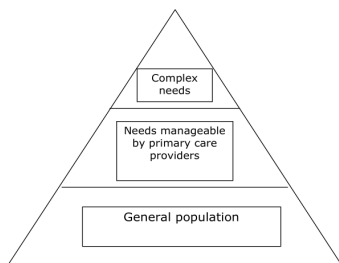 Complex
needs
Needs manageable
by primary care
providers
General population